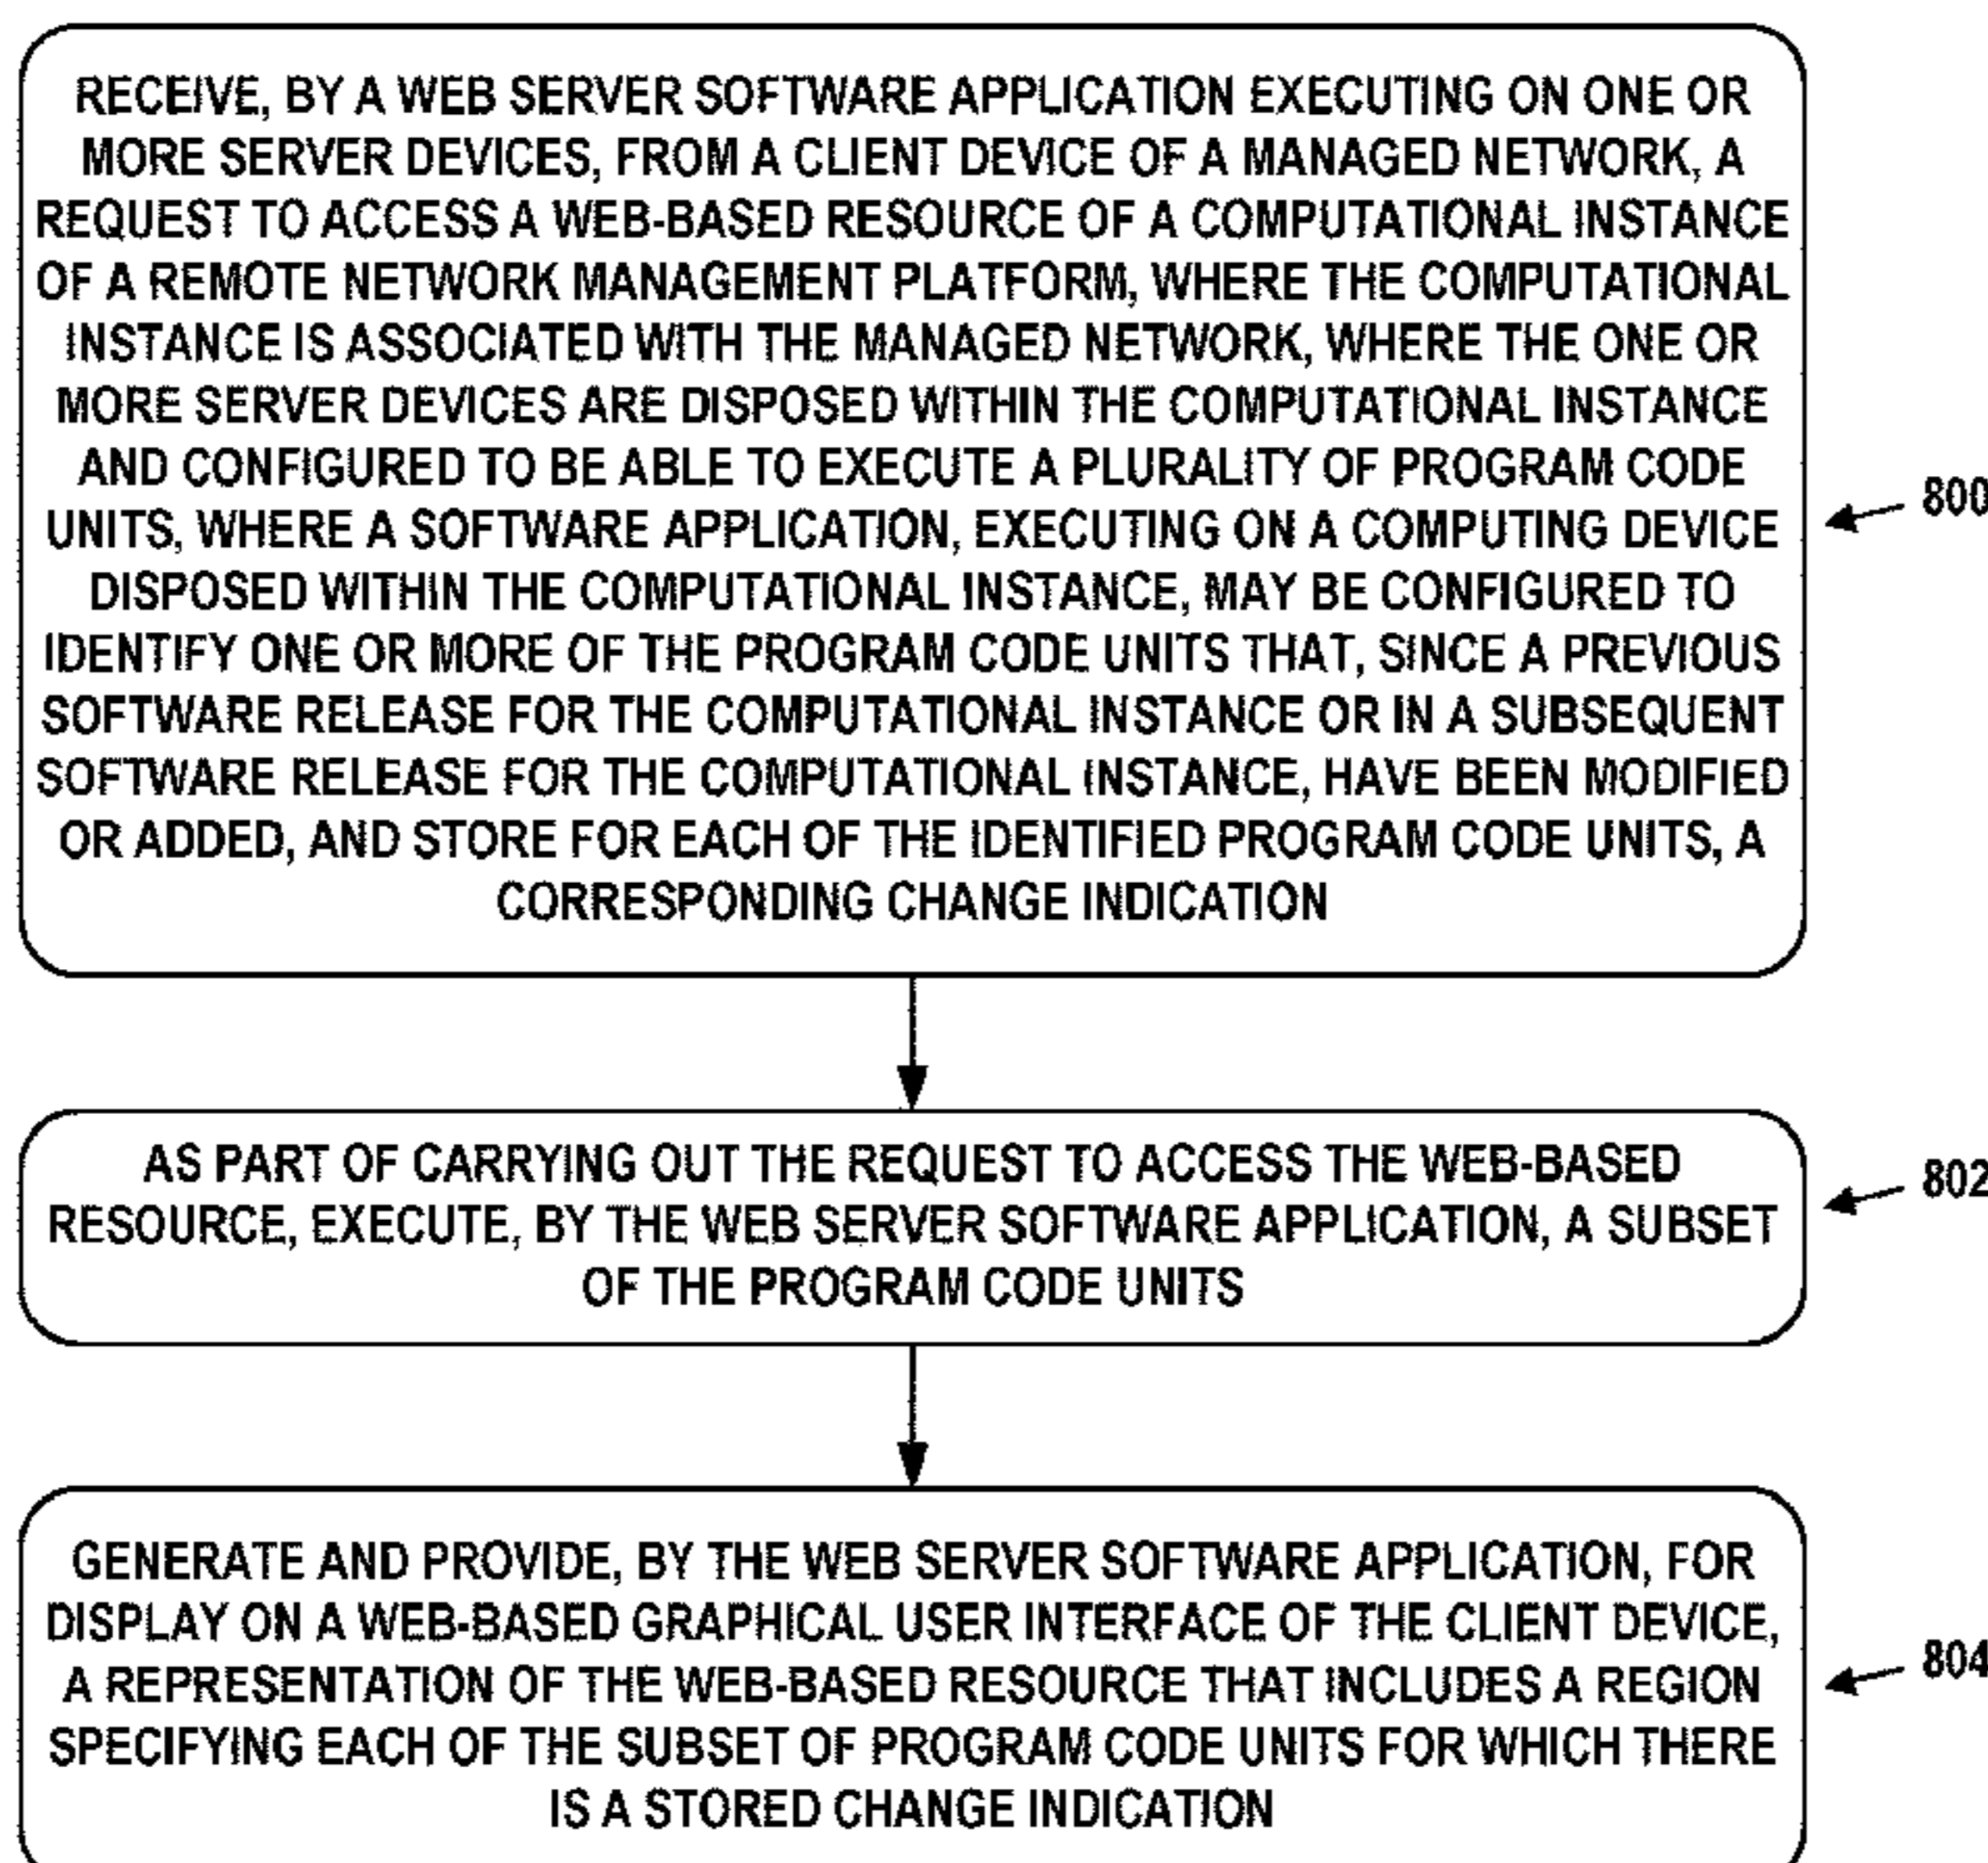 RECEIVE, BY A WEB SERVER SOFTWARE APPLICATION EXECUTING ON ONE OR
MORE SERVER DEVICES, FROM A CLIENT DEVICE OF A MANAGED NETWORK, A
REQUEST TO ACCESS A WEB-BASED RESOURCE OF A COMPUTATIONAL INSTANCE
OF A REMOTE NETWORK MANAGEMENT PLATFORM, WHERE THE COMPUTATIONAL
INSTANCE IS ASSOCIATED WITH THE MANAGED NETWORK, WHERE THE ONE OR
MORE SERVER DEVICES ARE DISPOSED WITHIN THE COMPUTATIONAL INSTANCE
AND CONFIGURED TO BE ABLE TO EXECUTE A PLURALITY OF PROGRAM CODE
UNITS, WHERE A SOFTWARE APPLICATION, EXECUTING ON A COMPUTING DEVICE
DISPOSED WITHIN THE COMPUTATIONAL INSTANCE, MAY BE CONFIGURED TO
IDENTIFY ONE OR MORE OF THE PROGRAM CODE UNITS THAT, SINCE A PREVIOUS
SOFTWARE RELEASE FOR THE COMPUTATIONAL INSTANCE OR IN A SUBSEQUENT
SOFTWARE RELEASE FOR THE COMPUTATIONAL INSTANCE, HAVE BEEN MODIFIED
OR ADDED, AND STORE FOR EACH OF THE IDENTIFIED PROGRAM CODE UNITS, A
CORRESPONDING CHANGE INDICATION
800
AS PART OF CARRYING OUT THE REQUEST TO ACCESS THE WEB-BASED
RESOURCE, EXECUTE, BY THE WEB SERVER SOFTWARE APPLICATION, A SUBSET
OF THE PROGRAM CODE UNITS
802
GENERATE AND PROVIDE, BY THE WEB SERVER SOFTWARE APPLICATION, FOR
DISPLAY ON A WEB-BASED GRAPHICAL USER INTERFACE OF THE CLIENT DEVICE,
A REPRESENTATION OF THE WEB-BASED RESOURCE THAT INCLUDES A REGION
SPECIFYING EACH OF THE SUBSET OF PROGRAM CODE UNITS FOR WHICH THERE
IS A STORED CHANGE INDICATION
804